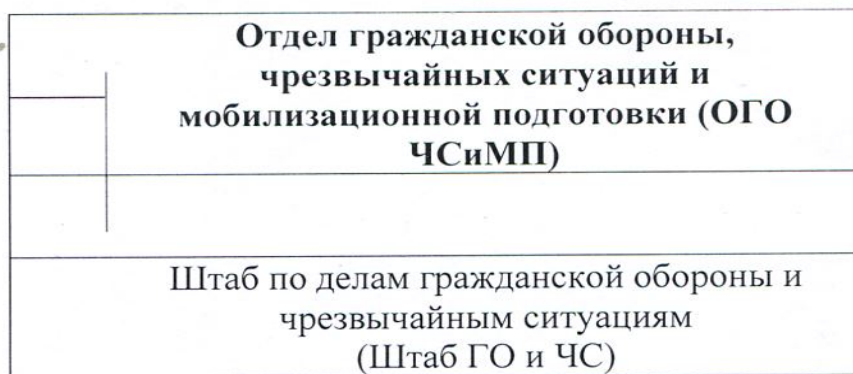 Отдел гражданской обороны,
чрезвычайных ситуаций и
мобилизационной подготовки (ОГО
ЧСиМП)
Штаб по делам гражданской обороны и
чрезвычайным ситуациям
(Штаб ГО и ЧС)